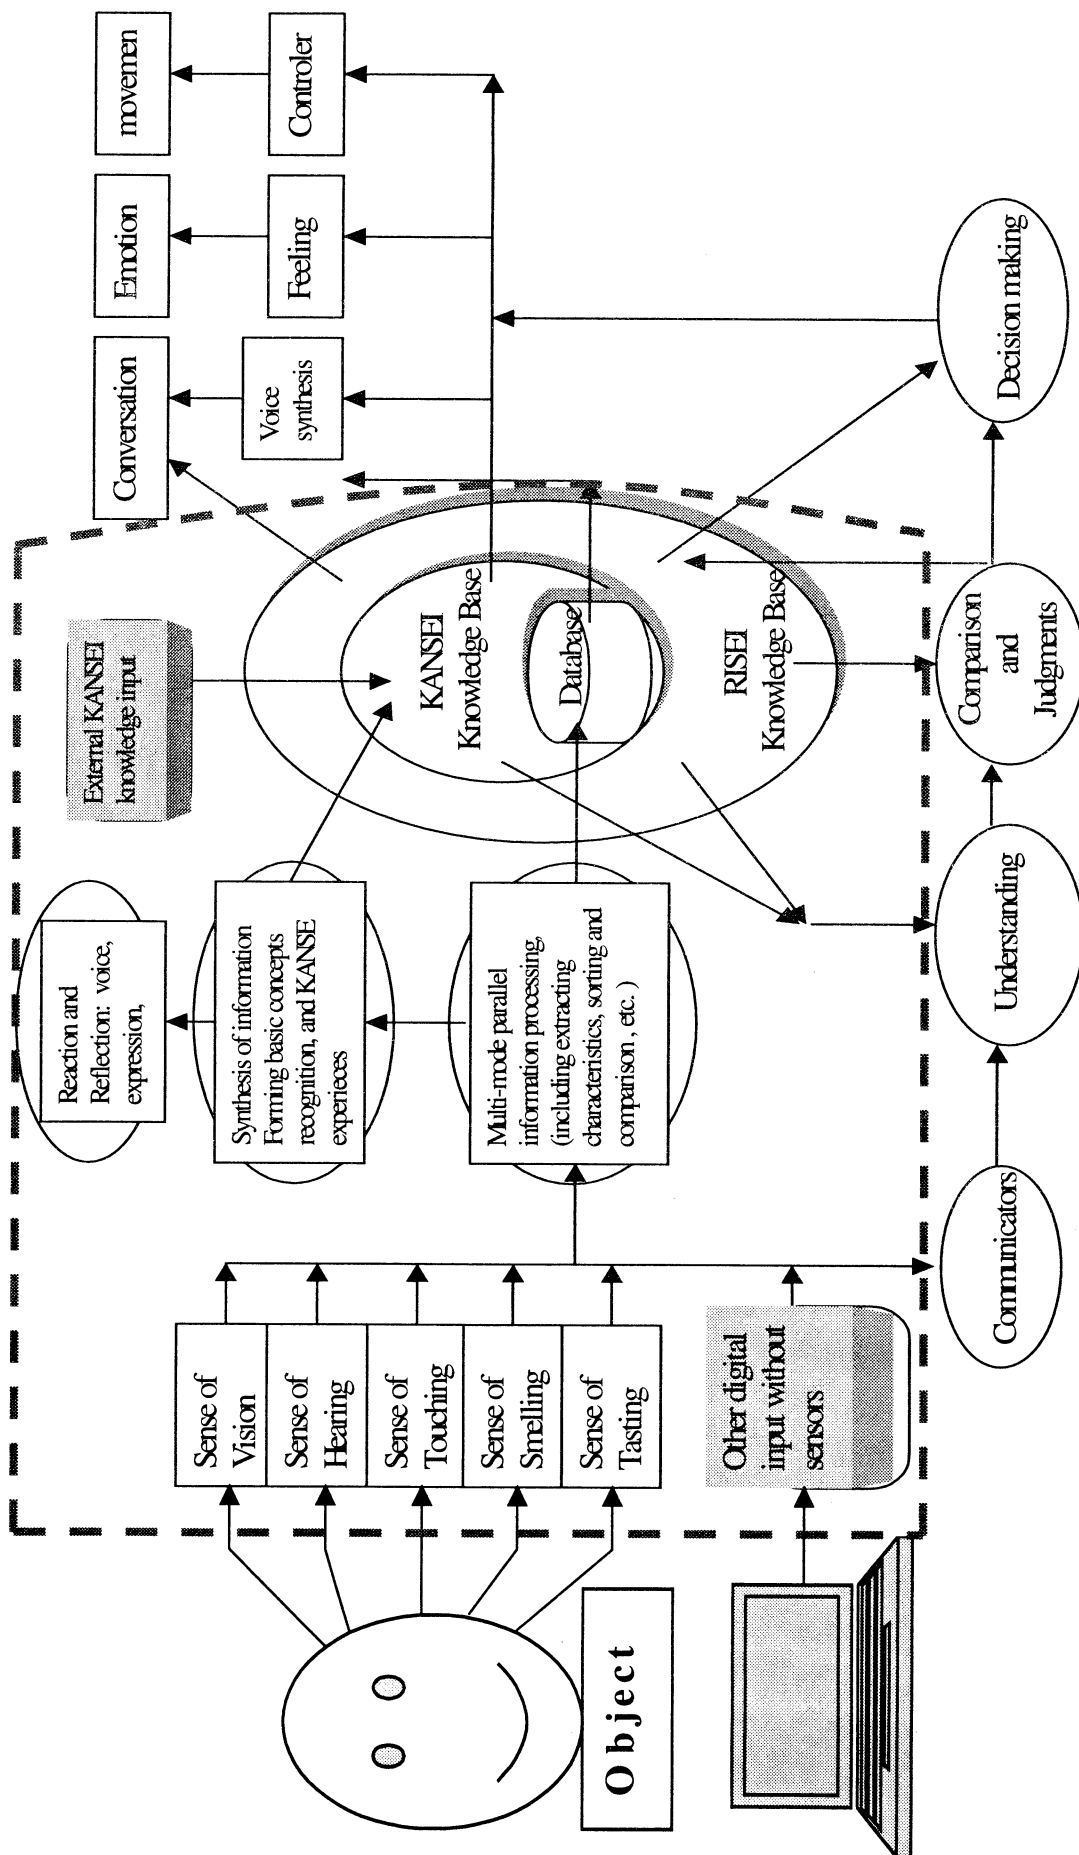 Object
Sense of
Vision
Sense of
Hearing
Sense of
Touching
Sense of
Smelling
Sense of
Tasting
Other digital
input without
sensors
Reaction and
Reflection: voice,
expression,
Synthesis of information
Forming basic concepts
recognition, and KANSE
experieces
Multi-mode parallel
information processing,
(including extracting
characteristics, sorting and
comparison , etc. )
External KANSEI
knowledge input
KANSEI
Knowledge Base
Database
RISEI
Knowledge Base
Conversation
Emotion
movemen
Voice
synthesis
Feeling
Controler
Communicators
Understanding
Comparison
and
Judgments
Decision making